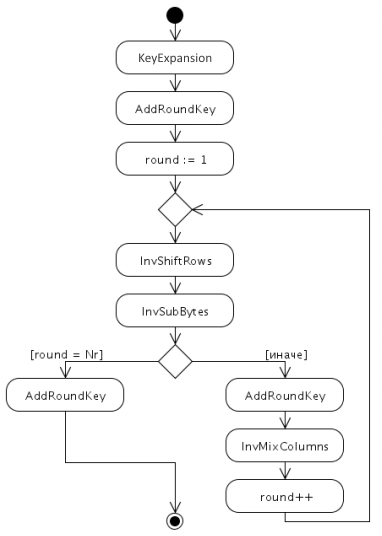 KeyExpansion
AddRoundKey
round := 1
InvShiftRows
InvSubBytes
[round = Nr]
[иначе]
AddRoundKey
AddRoundKey
InvMixColumns
round++